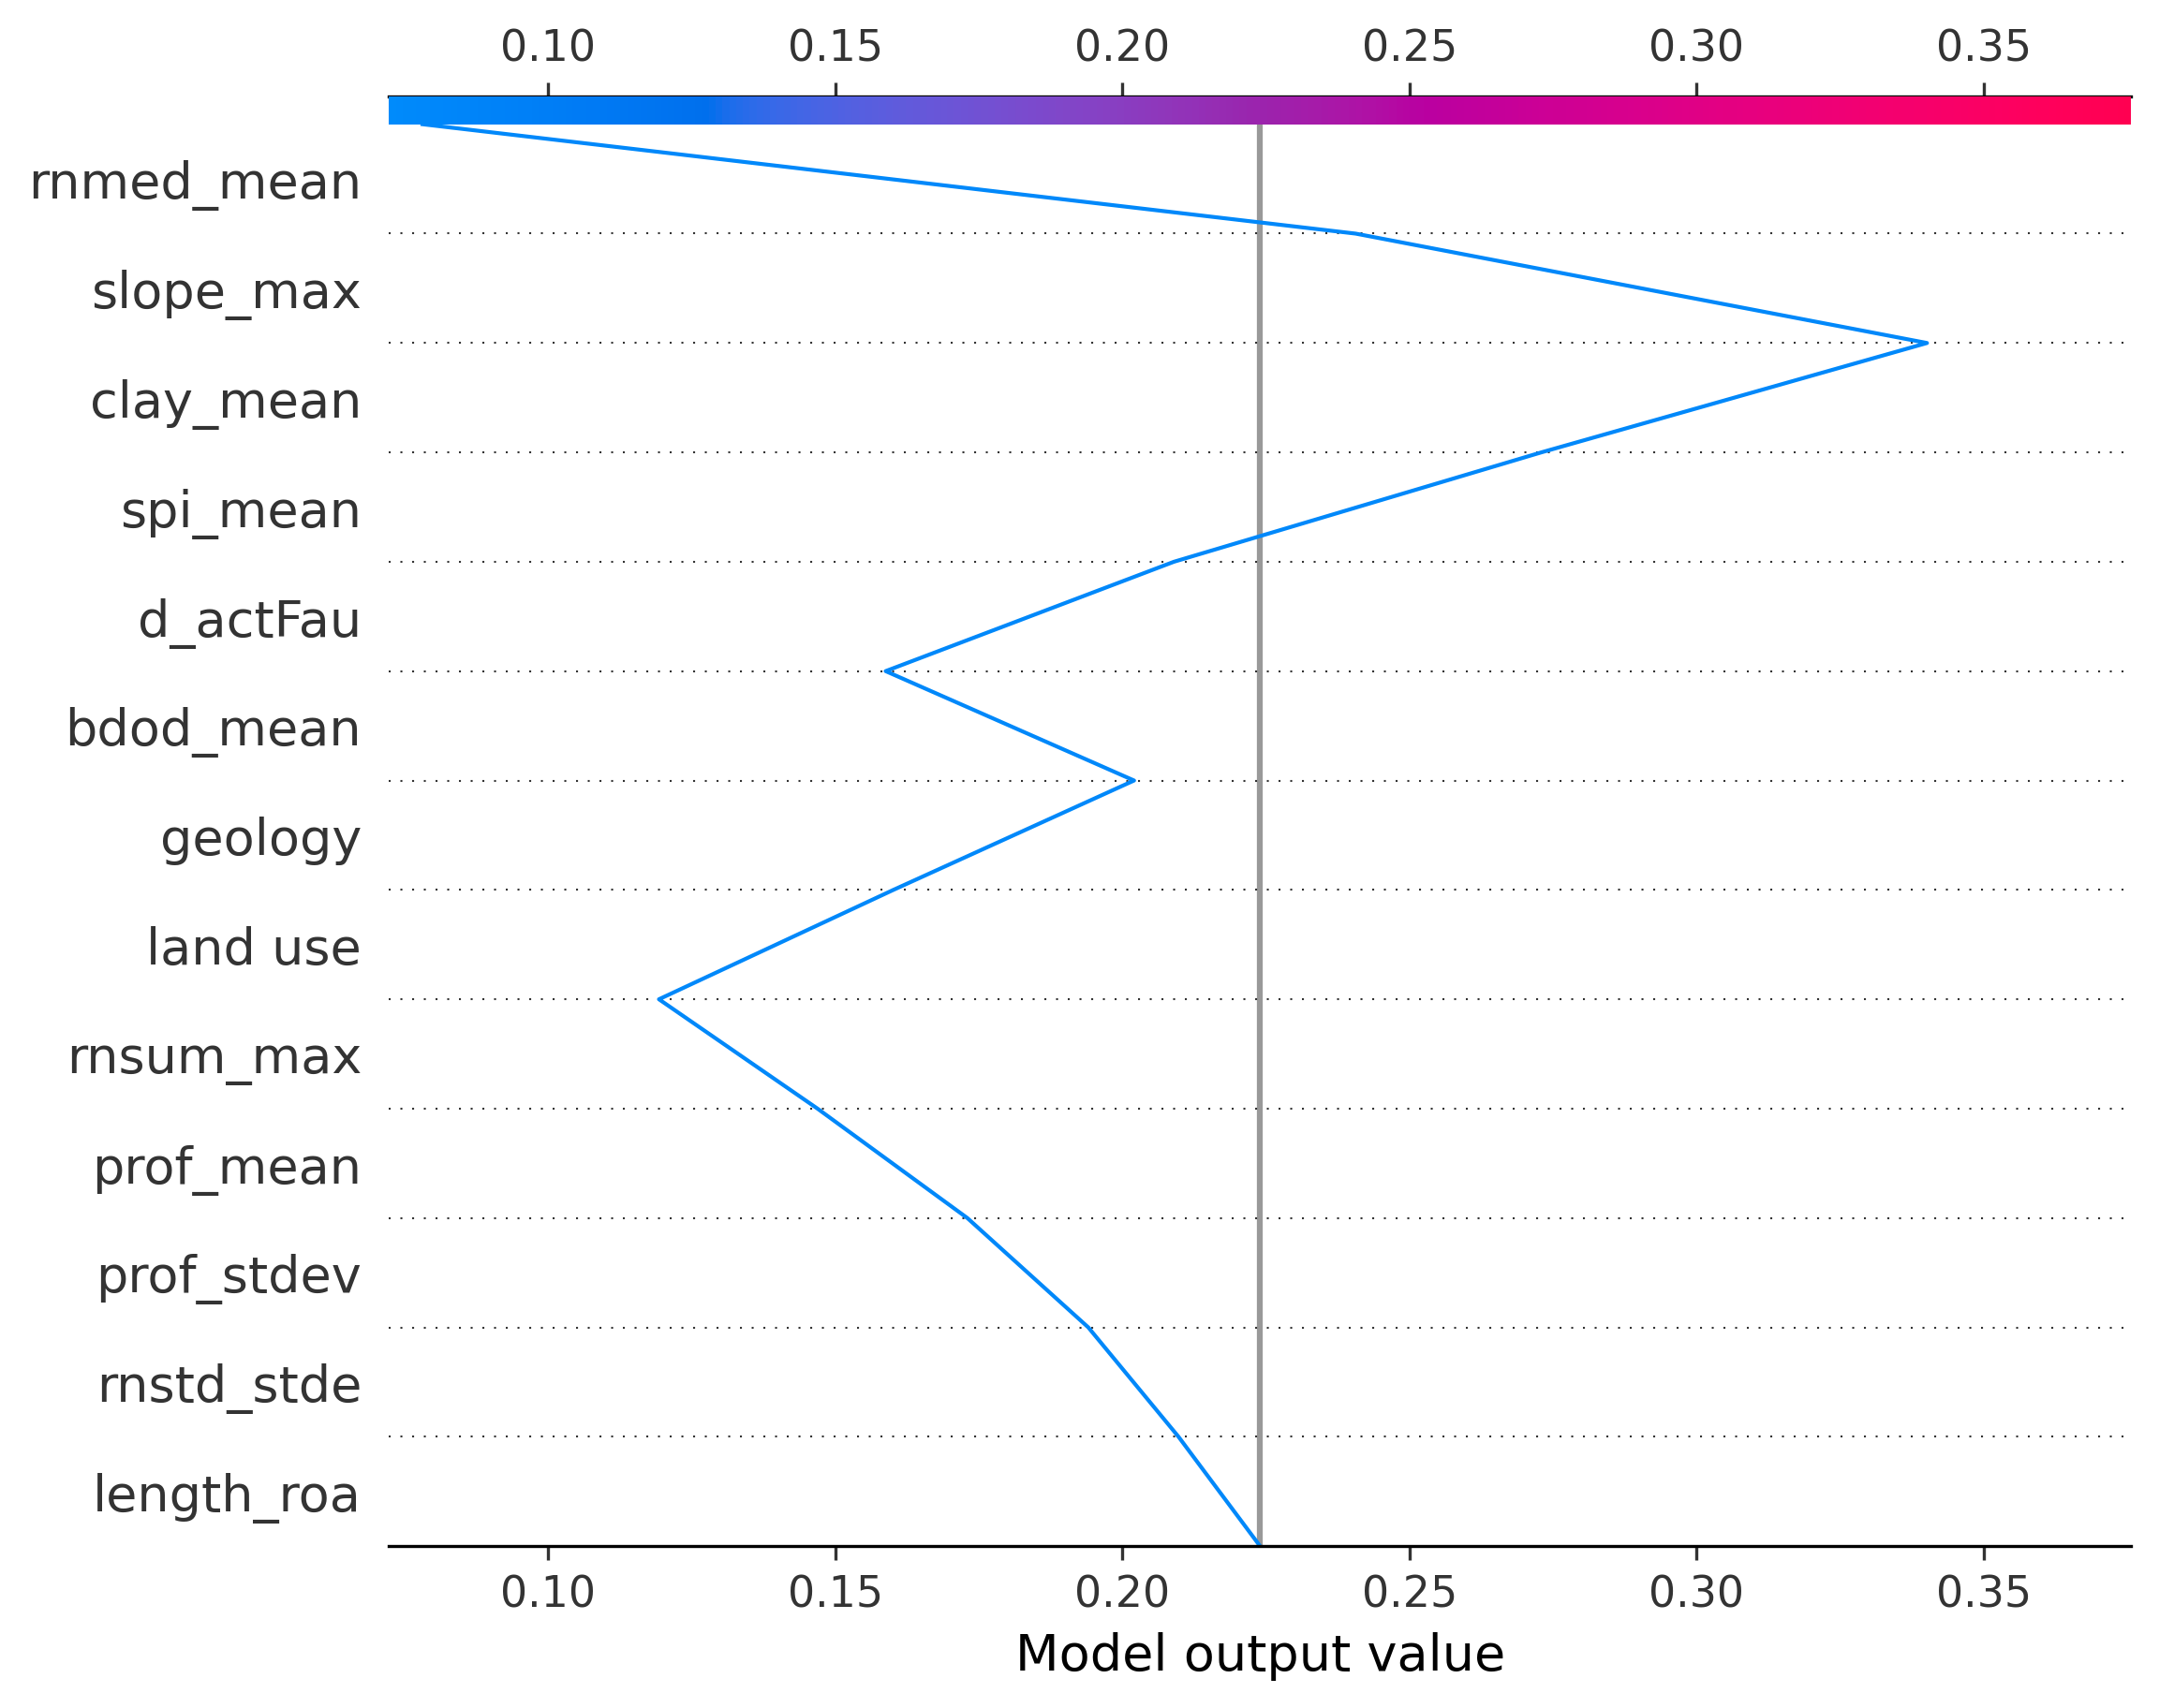 0.10 0.15 0.20 0.25 0.30 0.35
rnmed_mean
slope_max
clay_mean
spi_mean
d_actFau
bdod_mean
geology
land use
rnsum_max
prof_mean
prof_stdev
rnstd_stde
length_roa
0.10 0.15 0.20 0.25 0.30 0.35
Model output value